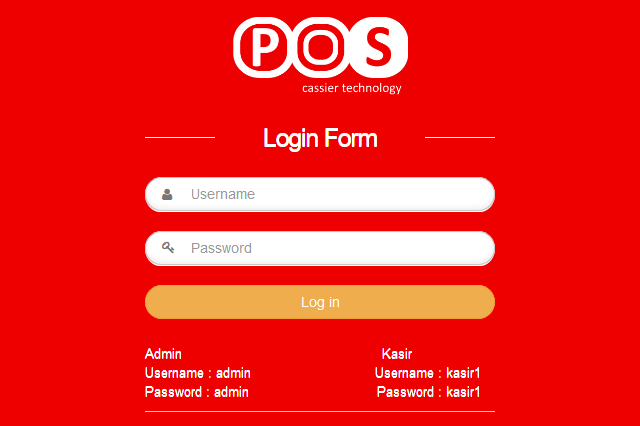 POS
cassier technology
Login Form
Username
Password
Log in
Admin Kasir
Username : admin Username : kasir1
Password : admin Password : kasir1